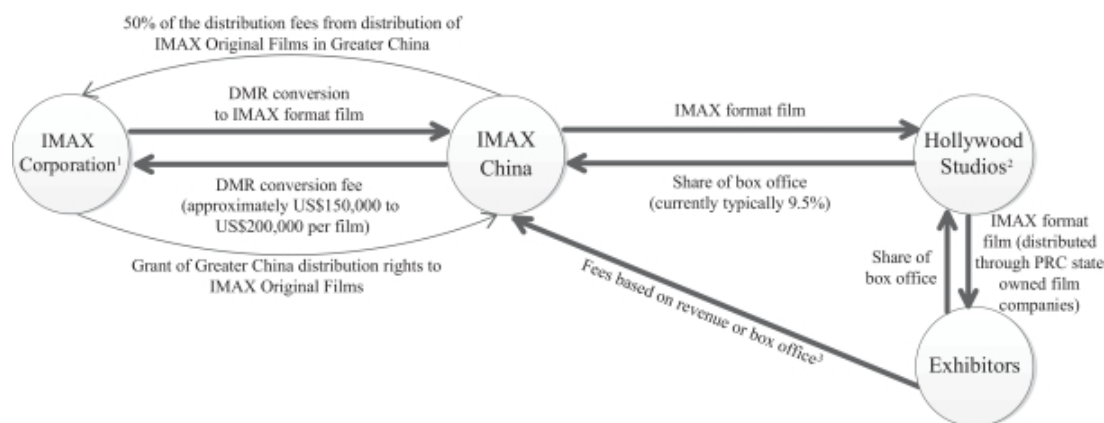 50% of the distribution fees from distribution of
IMAX Original Films in Greater China
DMR conversion
to IMAX format film
IMAX
Corporation¹
DMR conversion fee
(approximately US$150,000 to
US$200,000 per film)
Grant of Greater China distribution rights to
IMAX Original Films
IMAX
China
IMAX format film
Share of box office
(currently typically 9.5%)
Hollywood
Studios²
Share of
box office
IMAX format
film (distributed
through PRC state
owned film
companies)
Fees based on revenue or box office³
Exhibitors